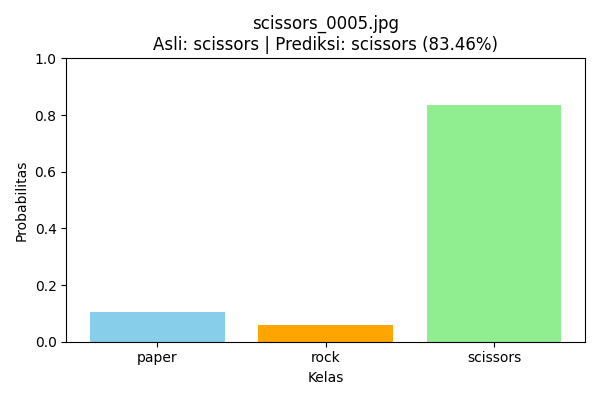 scissors_0005.jpg
Asli: scissors | Prediksi: scissors (83.46%)
1.0
0.8
0.6
0.4
0.2
0.0
Probabilitas
paper rock scissors
Kelas